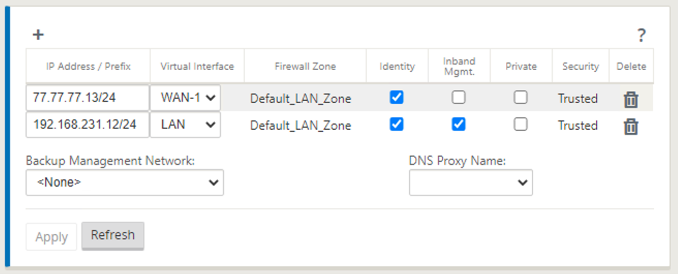 + ?
IP Address / Prefix Virtual Interface Firewall Zone Identity Inband Mgmt. Private Security Delete
77.77.77.13/24 WAN-1 Default_LAN_Zone Trusted
192.168.231.12/24 LAN Default_LAN_Zone Trusted
Backup Management Network: DNS Proxy Name:
<None>
Apply Refresh